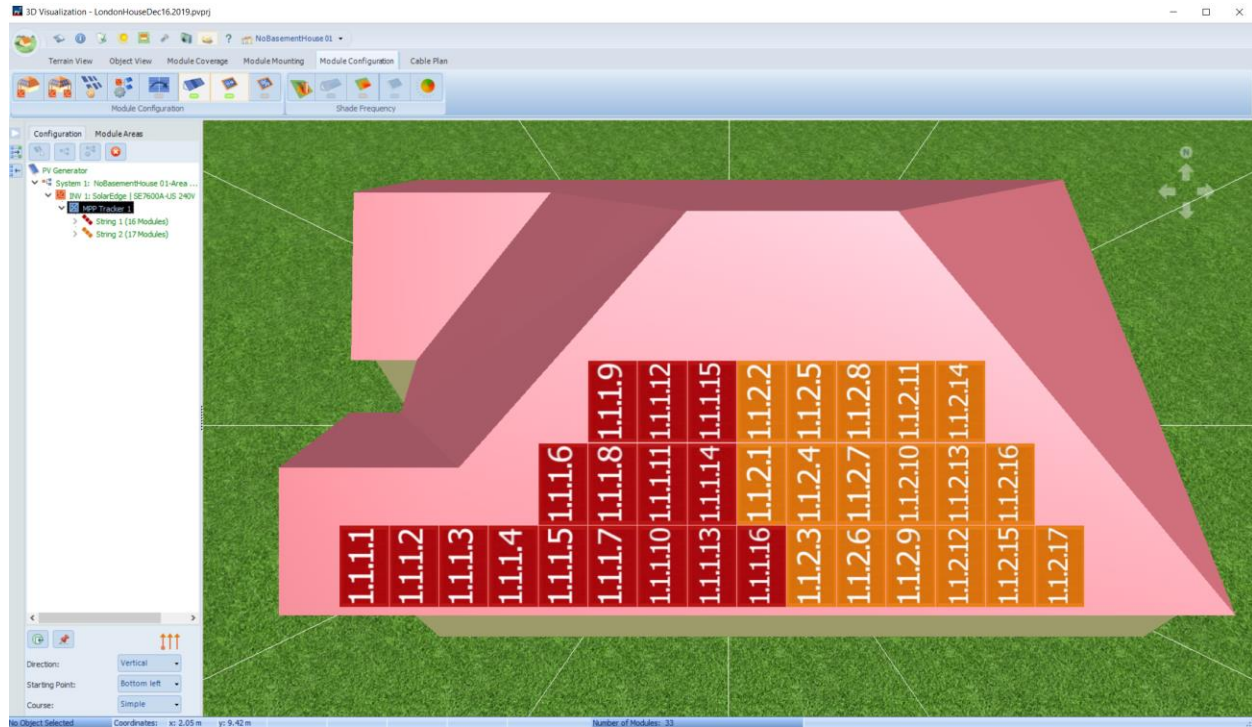 3D Visualization - LondonHouseDec16.2019.pvprj
NoBasementHouse 01
Terrain View Object View Module Coverage Module Mounting Module Configuration Cable Plan
Module Configuration Shade Frequency
Configuration Module Areas
PV Generator
System 1: NoBasementHouse 01-Area ...
INV 1: SolarEdge | SE7600A-US 240V
MPP Tracker 1
String 1 (16 Modules)
String 2 (17 Modules)
N
1.1.1.9 1.1.1.12 1.1.1.15 1.1.2.2 1.1.2.5 1.1.2.8 1.1.2.11 1.1.2.14
1.1.1.6 1.1.1.8 1.1.1.11 1.1.1.14 1.1.2.1 1.1.2.4 1.1.2.7 1.1.2.10 1.1.2.13 1.1.2.16
1.1.1.1 1.1.1.2 1.1.1.3 1.1.1.4 1.1.1.5 1.1.1.7 1.1.1.10 1.1.1.13 1.1.1.16 1.1.2.3 1.1.2.6 1.1.2.9 1.1.2.12 1.1.2.15 1.1.2.17
Direction: Vertical
Starting Point: Bottom left
Course: Simple
No Object Selected Coordinates: x: 2.05 m y: 9.42 m Number of Modules: 33